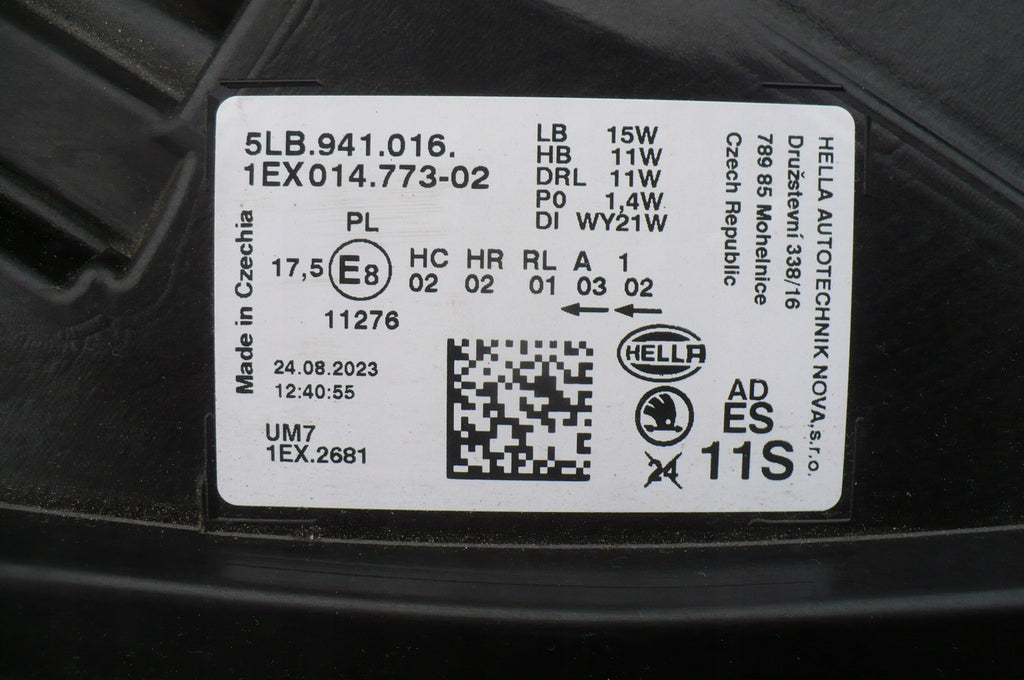 5LB.941.016.
1EX014.773-02
LB 15W
HB 11W
DRL 11W
P0 1,4W
DI WY21W
PL
17,5 E8 HC HR RL A 1
02 02 01 03 02
11276
Made in Czechia
24.08.2023
12:40:55
UM7
1EX.2681
HELLA
24
AD
ES
11S
HELLA AUTOTECHNIK NOVA,s.r.o.
Družstevní 338/16
789 85 Mohelnice
Czech Republic